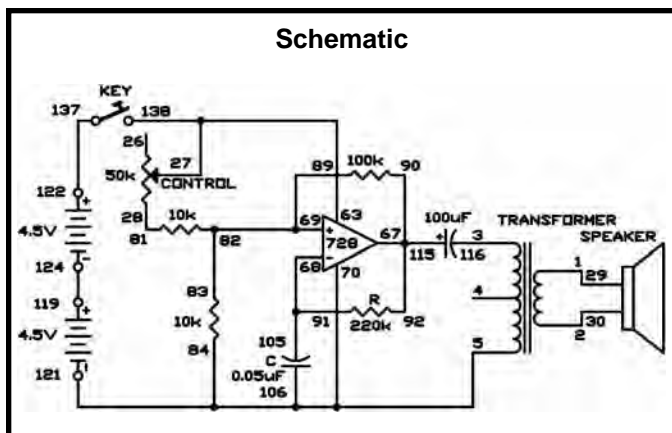 Schematic
KEY
137
138
26
27
89
100k
90
50k
CONTROL
122
63
100uF
TRANSFORMER
SPEAKER
28
10k
69
+
67
+
3
4.5V
81
82
728
115
116
1
29
-
68
70
124
83
4
R
119
10k
91
220k
92
30
2
4.5V
84
105
5
C
0.05uF
121
106